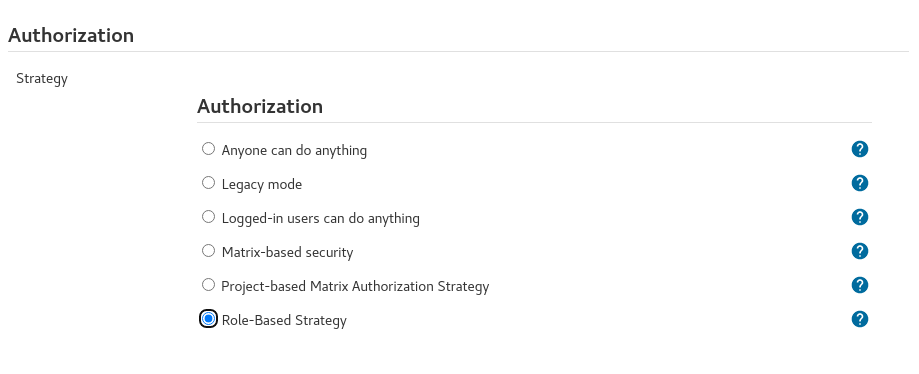 Authorization
Strategy
Authorization
Anyone can do anything
Legacy mode
Logged-in users can do anything
Matrix-based security
Project-based Matrix Authorization Strategy
Role-Based Strategy